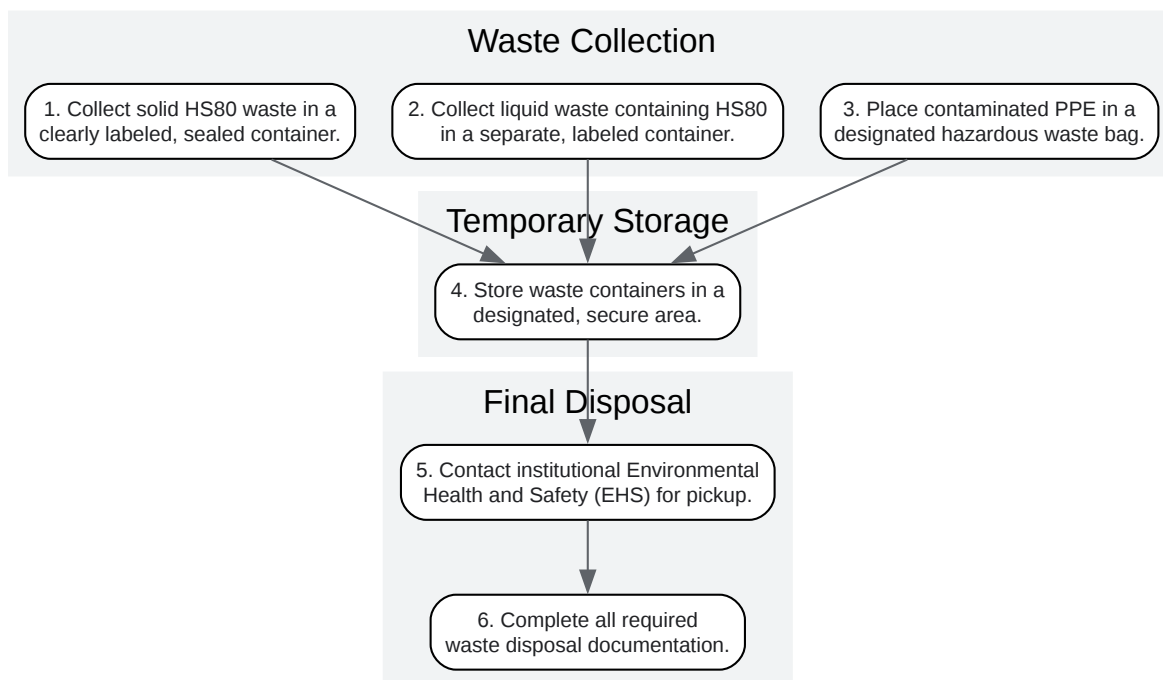 Waste Collection
1. Collect solid HS80 waste in a
clearly labeled, sealed container.
2. Collect liquid waste containing HS80
in a separate, labeled container.
3. Place contaminated PPE in a
designated hazardous waste bag.
Temporary Storage
4. Store waste containers in a
designated, secure area.
Final Disposal
5. Contact institutional Environmental
Health and Safety (EHS) for pickup.
6. Complete all required
waste disposal documentation.